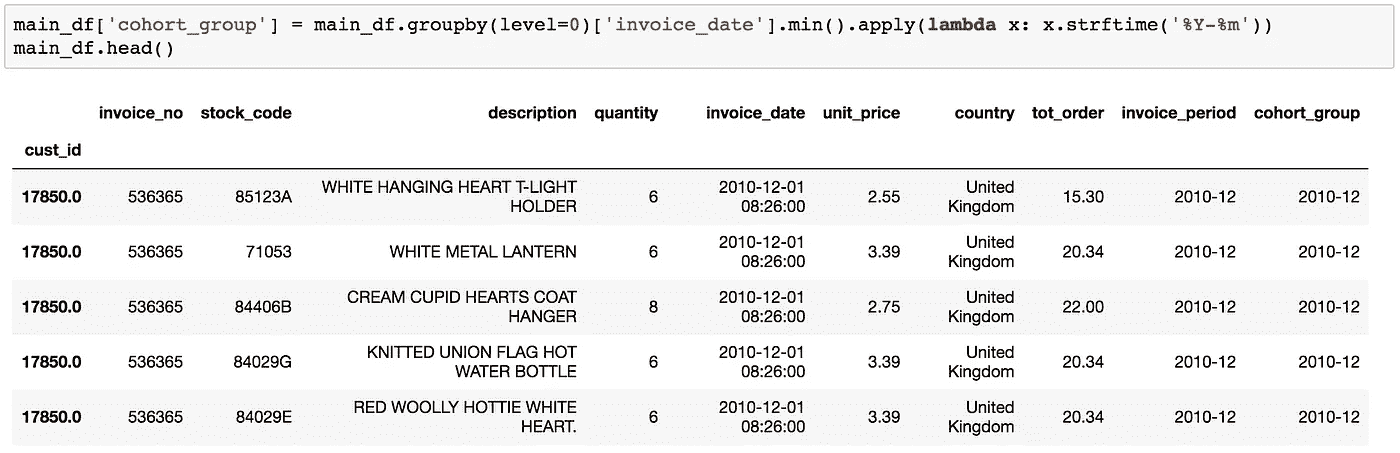 main_df['cohort_group'] = main_df.groupby(level=0)['invoice_date'].min().apply(lambda x: x.strftime('%Y-%m'))
main_df.head()
invoice_no stock_code description quantity invoice_date unit_price country tot_order invoice_period cohort_group
cust_id
17850.0 536365 85123A WHITE HANGING HEART T-LIGHT HOLDER 6 2010-12-01 08:26:00 2.55 United Kingdom 15.30 2010-12 2010-12
17850.0 536365 71053 WHITE METAL LANTERN 6 2010-12-01 08:26:00 3.39 United Kingdom 20.34 2010-12 2010-12
17850.0 536365 84406B CREAM CUPID HEARTS COAT HANGER 8 2010-12-01 08:26:00 2.75 United Kingdom 22.00 2010-12 2010-12
17850.0 536365 84029G KNITTED UNION FLAG HOT WATER BOTTLE 6 2010-12-01 08:26:00 3.39 United Kingdom 20.34 2010-12 2010-12
17850.0 536365 84029E RED WOOLLY HOTTIE WHITE HEART. 6 2010-12-01 08:26:00 3.39 United Kingdom 20.34 2010-12 2010-12